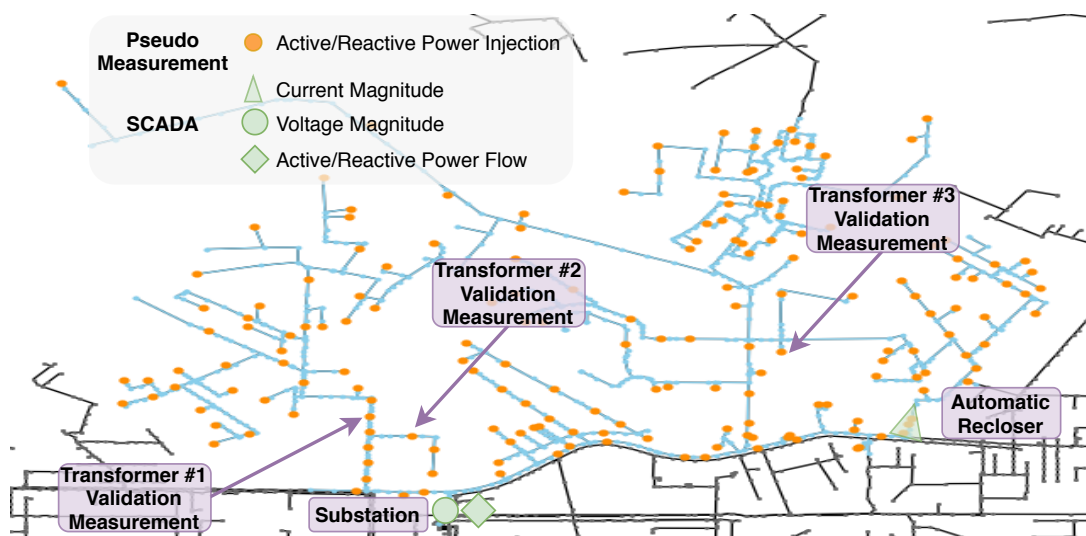 Pseudo
Measurement
Active/Reactive Power Injection
Current Magnitude
SCADA
Voltage Magnitude
Active/Reactive Power Flow
Transformer #3
Validation
Measurement
Transformer #2
Validation
Measurement
Automatic
Recloser
Transformer #1
Validation
Measurement
Substation